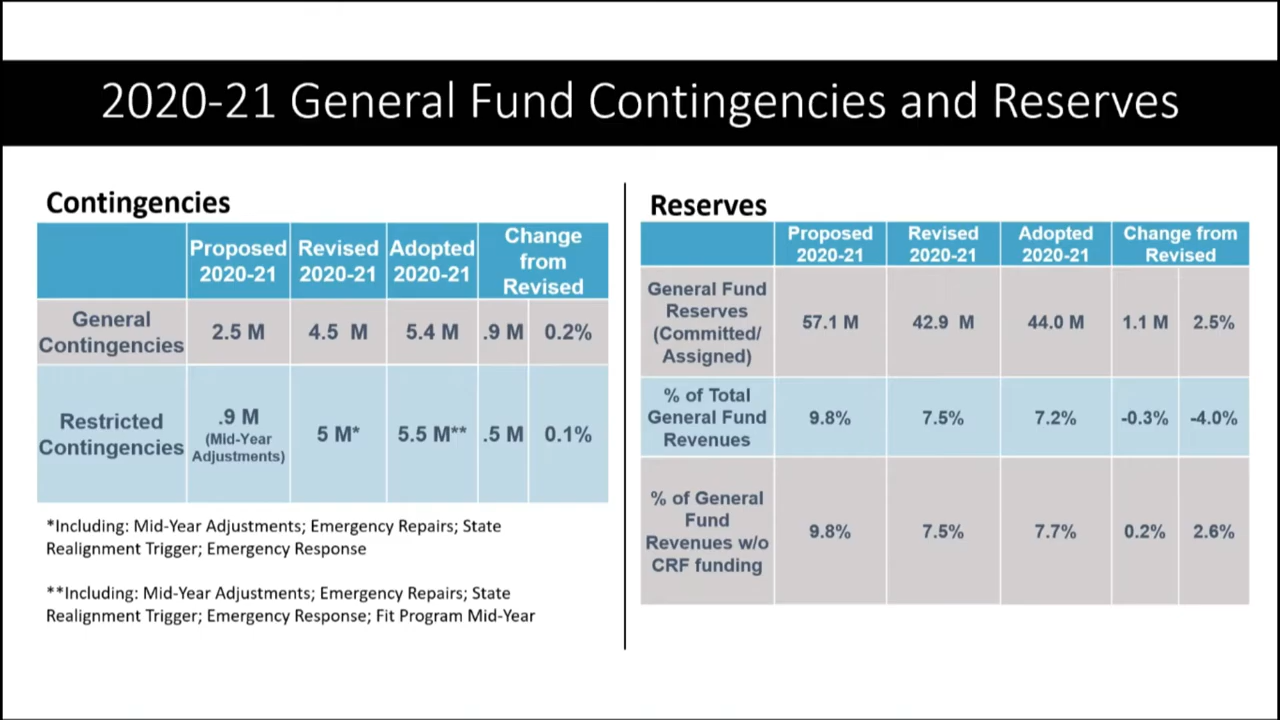 2020-21 General Fund Contingencies and Reserves
Contingencies
Proposed 2020-21 Revised 2020-21 Adopted 2020-21 Change from Revised
General Contingencies 2.5 M 4.5 M 5.4 M .9 M 0.2%
Restricted Contingencies .9 M (Mid-Year Adjustments) 5 M* 5.5 M** .5 M 0.1%
*Including: Mid-Year Adjustments; Emergency Repairs; State
Realignment Trigger; Emergency Response
**Including: Mid-Year Adjustments; Emergency Repairs; State
Realignment Trigger; Emergency Response; Fit Program Mid-Year
Reserves
Proposed 2020-21 Revised 2020-21 Adopted 2020-21 Change from Revised
General Fund Reserves (Committed/ Assigned) 57.1 M 42.9 M 44.0 M 1.1 M 2.5%
% of Total General Fund Revenues 9.8% 7.5% 7.2% -0.3% -4.0%
% of General Fund Revenues w/o CRF funding 9.8% 7.5% 7.7% 0.2% 2.6%